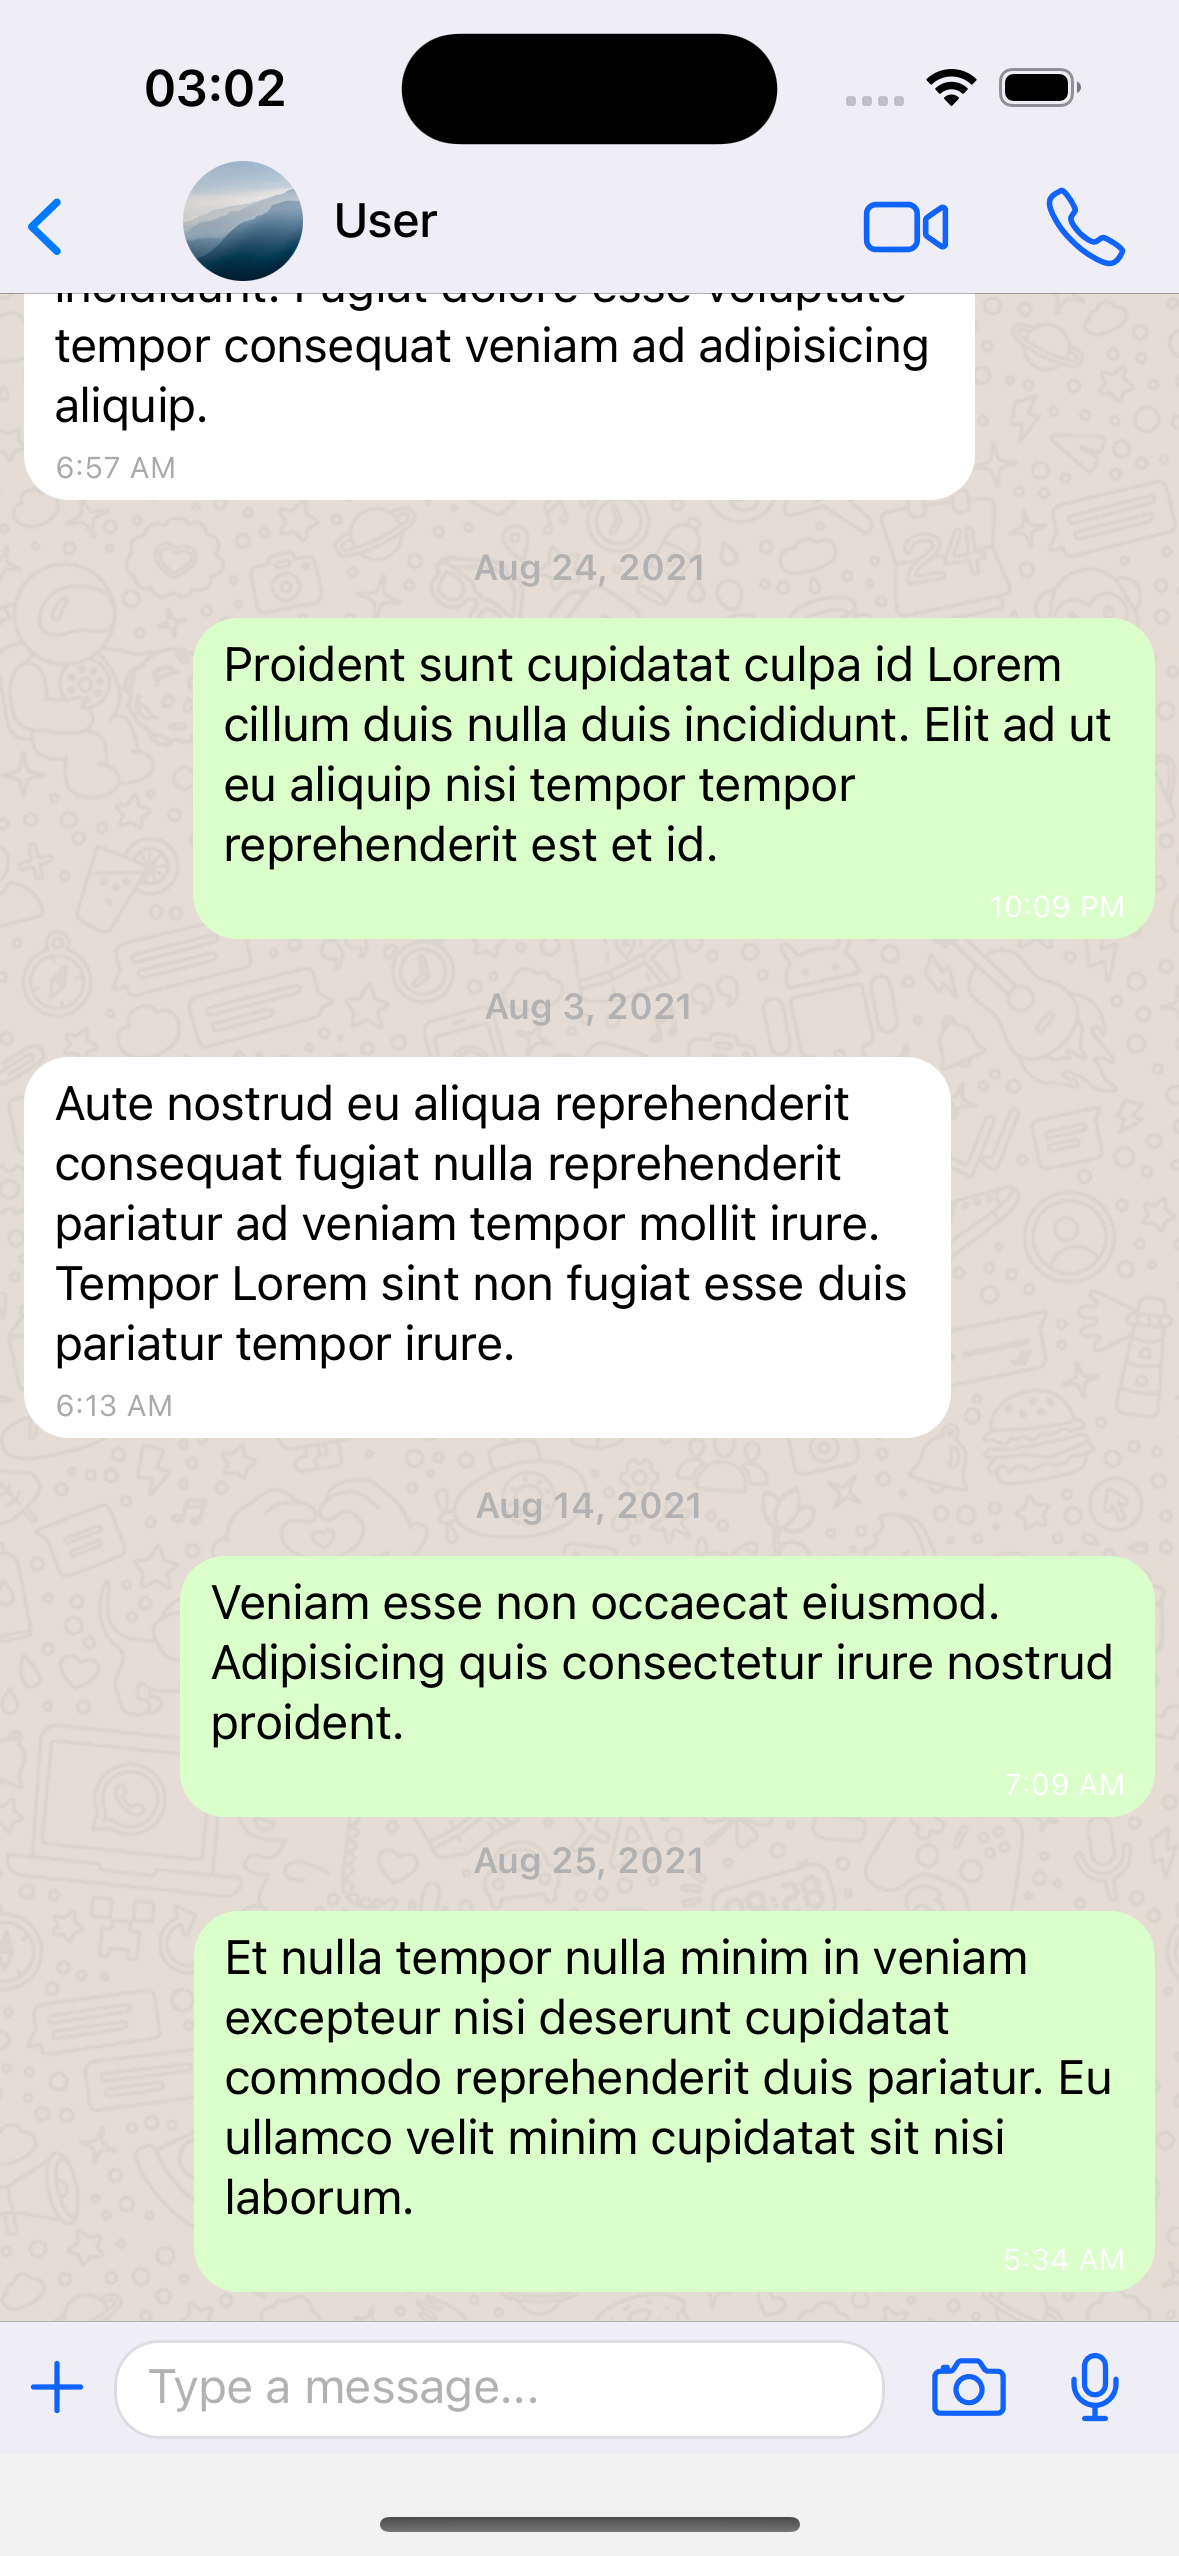 03:02
User
incididunt. Fugiat dolore esse voluptate
tempor consequat veniam ad adipisicing
aliquip.
6:57 AM
Aug 24, 2021
Proident sunt cupidatat culpa id Lorem
cillum duis nulla duis incididunt. Elit ad ut
eu aliquip nisi tempor tempor
reprehenderit est et id.
10:09 PM
Aug 3, 2021
Aute nostrud eu aliqua reprehenderit
consequat fugiat nulla reprehenderit
pariatur ad veniam tempor mollit irure.
Tempor Lorem sint non fugiat esse duis
pariatur tempor irure.
6:13 AM
Aug 14, 2021
Veniam esse non occaecat eiusmod.
Adipisicing quis consectetur irure nostrud
proident.
7:09 AM
Aug 25, 2021
Et nulla tempor nulla minim in veniam
excepteur nisi deserunt cupidatat
commodo reprehenderit duis pariatur. Eu
ullamco velit minim cupidatat sit nisi
laborum.
5:34 AM
Type a message...